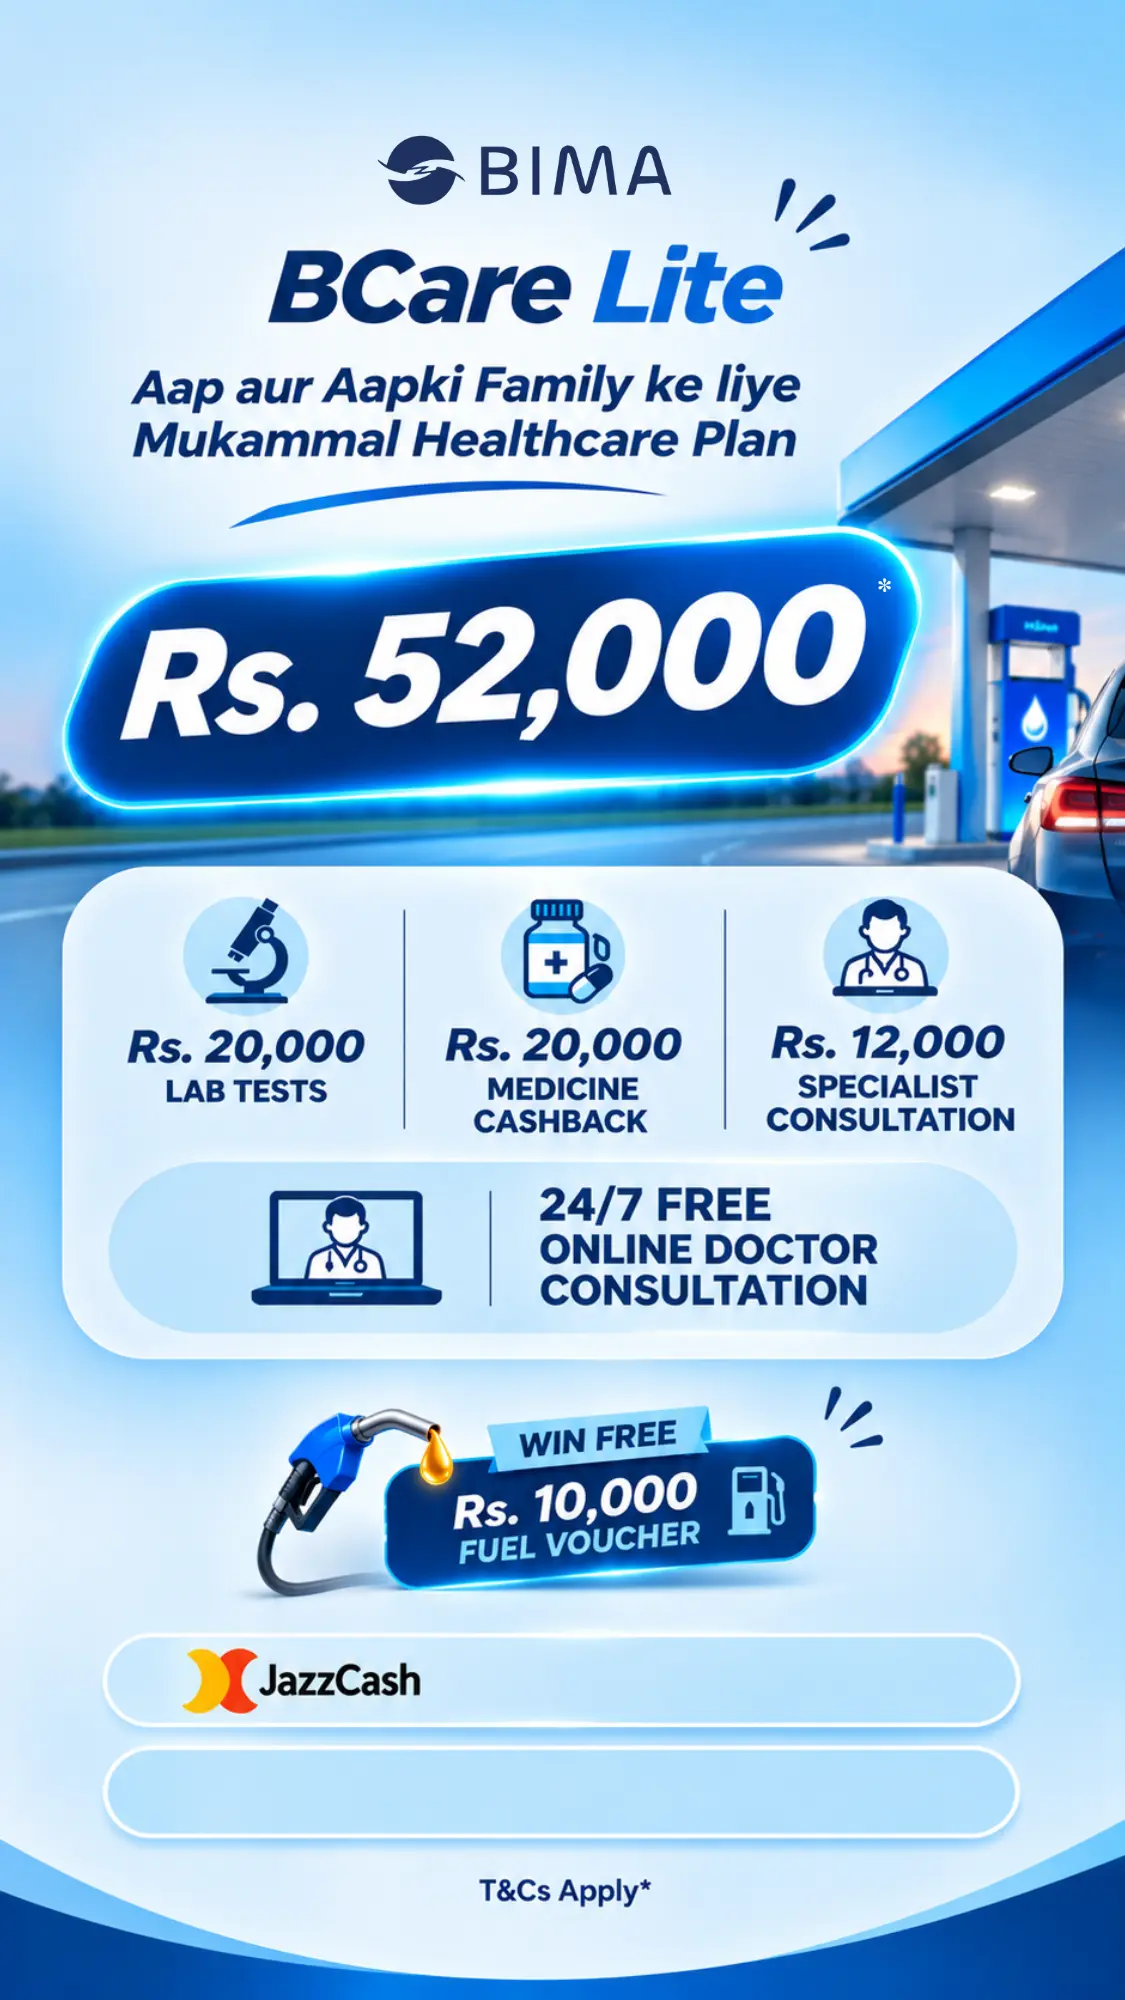 BIMA
BCare Lite
Aap aur Aapki Family ke liye
Mukammal Healthcare Plan
Rs. 52,000*
Rs. 20,000
LAB TESTS
Rs. 20,000
MEDICINE
CASHBACK
Rs. 12,000
SPECIALIST
CONSULTATION
24/7 FREE
ONLINE DOCTOR
CONSULTATION
WIN FREE
Rs. 10,000
FUEL VOUCHER
JazzCash
T&Cs Apply*